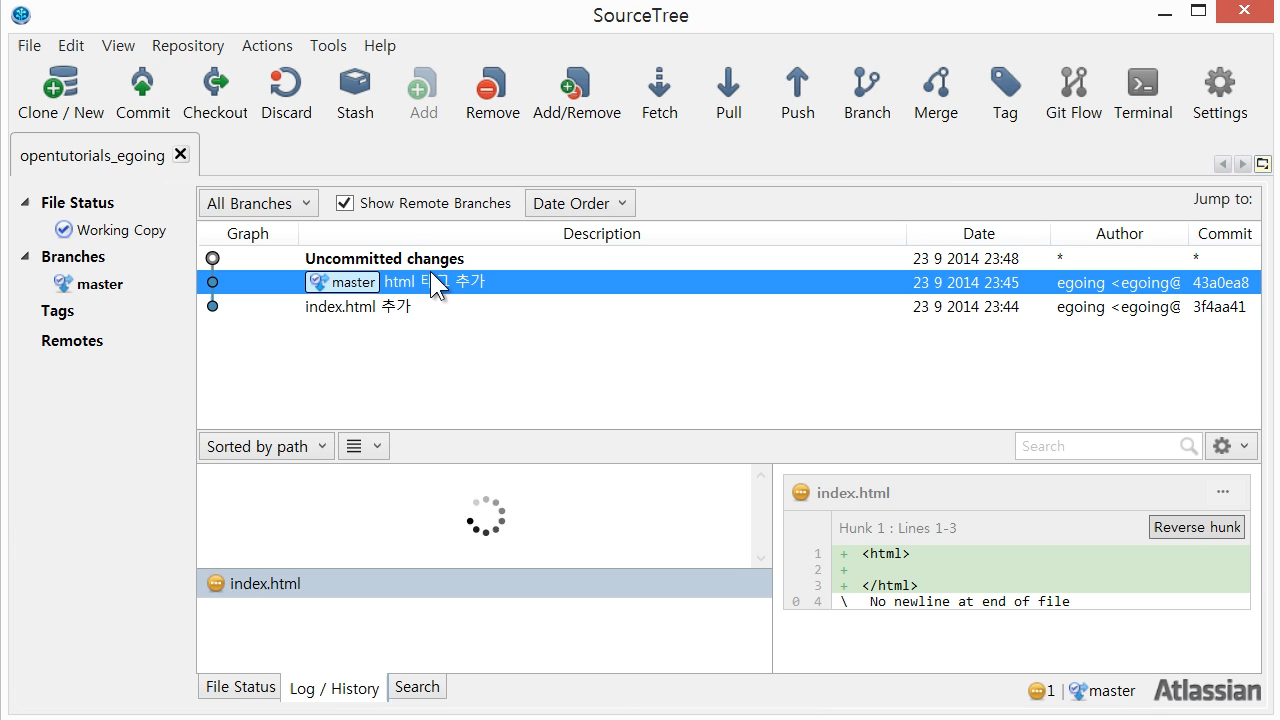 SourceTree
File Edit View Repository Actions Tools Help
Clone / New Commit Checkout Discard Stash Add Remove Add/Remove Fetch Pull Push Branch Merge Tag Git Flow Terminal Settings
opentutorials_egoing
File Status
Working Copy
Branches
master
Tags
Remotes
All Branches Show Remote Branches Date Order Jump to:
Graph Description Date Author Commit
Uncommitted changes 23 9 2014 23:48 * *
master html 추가 23 9 2014 23:45 egoing <egoing@ 43a0ea8
index.html 추가 23 9 2014 23:44 egoing <egoing@ 3f4aa41
Sorted by path Search
index.html
index.html
Hunk 1 : Lines 1-3 Reverse hunk
1 + <html>
2 +
3 + </html>
0 4 \ No newline at end of file
File Status Log / History Search
1 master Atlassian